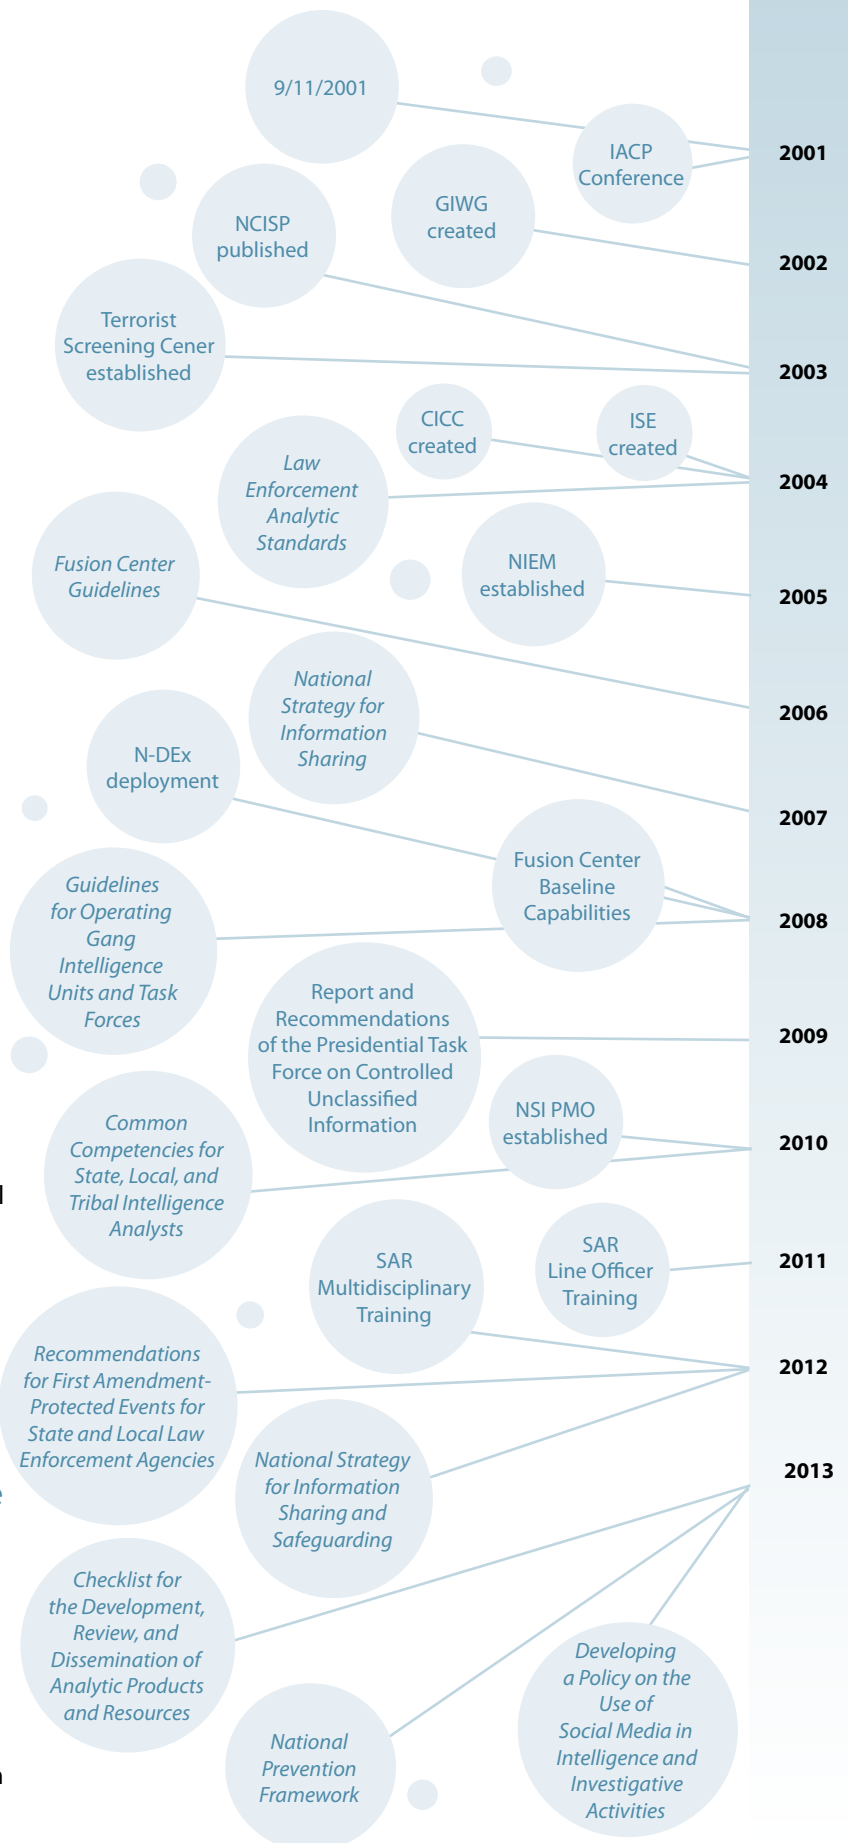 9/11/2001
IACP
Conference
2001
GIWG
created
2002
NCISP
published
Terrorist
Screening Cener
established
2003
CICC
created
ISE
created
Law
Enforcement
Analytic
Standards
2004
NIEM
established
2005
Fusion Center
Guidelines
2006
National
Strategy for
Information
Sharing
2007
N-DEx
deployment
Fusion Center
Baseline
Capabilities
2008
Guidelines
for Operating
Gang
Intelligence
Units and Task
Forces
Report and
Recommendations
of the Presidential Task
Force on Controlled
Unclassified
Information
2009
NSI PMO
established
2010
Common
Competencies for
State, Local, and
Tribal Intelligence
Analysts
SAR
Line Officer
Training
2011
SAR
Multidisciplinary
Training
2012
Recommendations
for First Amendment-
Protected Events for
State and Local Law
Enforcement Agencies
National Strategy
for Information
Sharing and
Safeguarding
2013
Checklist for
the Development,
Review, and
Dissemination of
Analytic Products
and Resources
National
Prevention
Framework
Developing
a Policy on the
Use of
Social Media in
Intelligence and
Investigative
Activities